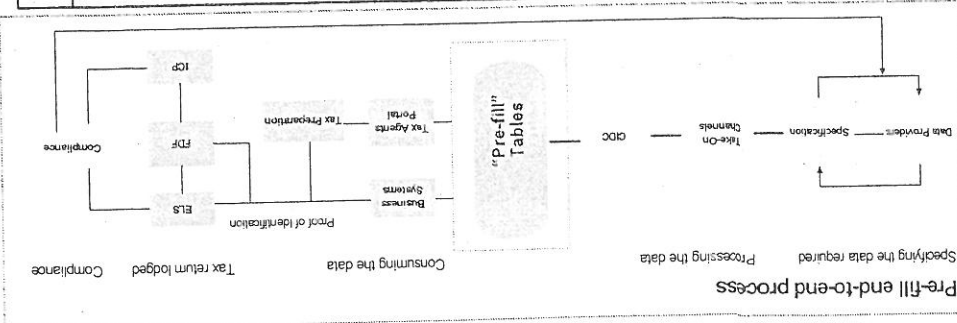 Pre-fill end-to-end process
Specifying the data required
Processing the data
Consuming the data
Tax return lodged
Compliance
Data Providers
Specification
Take-On
Channels
CIDC
"Pre-fill"
Tables
Business
Systems
Tax Agents
Portal
Proof of Identification
Tax Preparation
ELS
FDF
ICP
Compliance